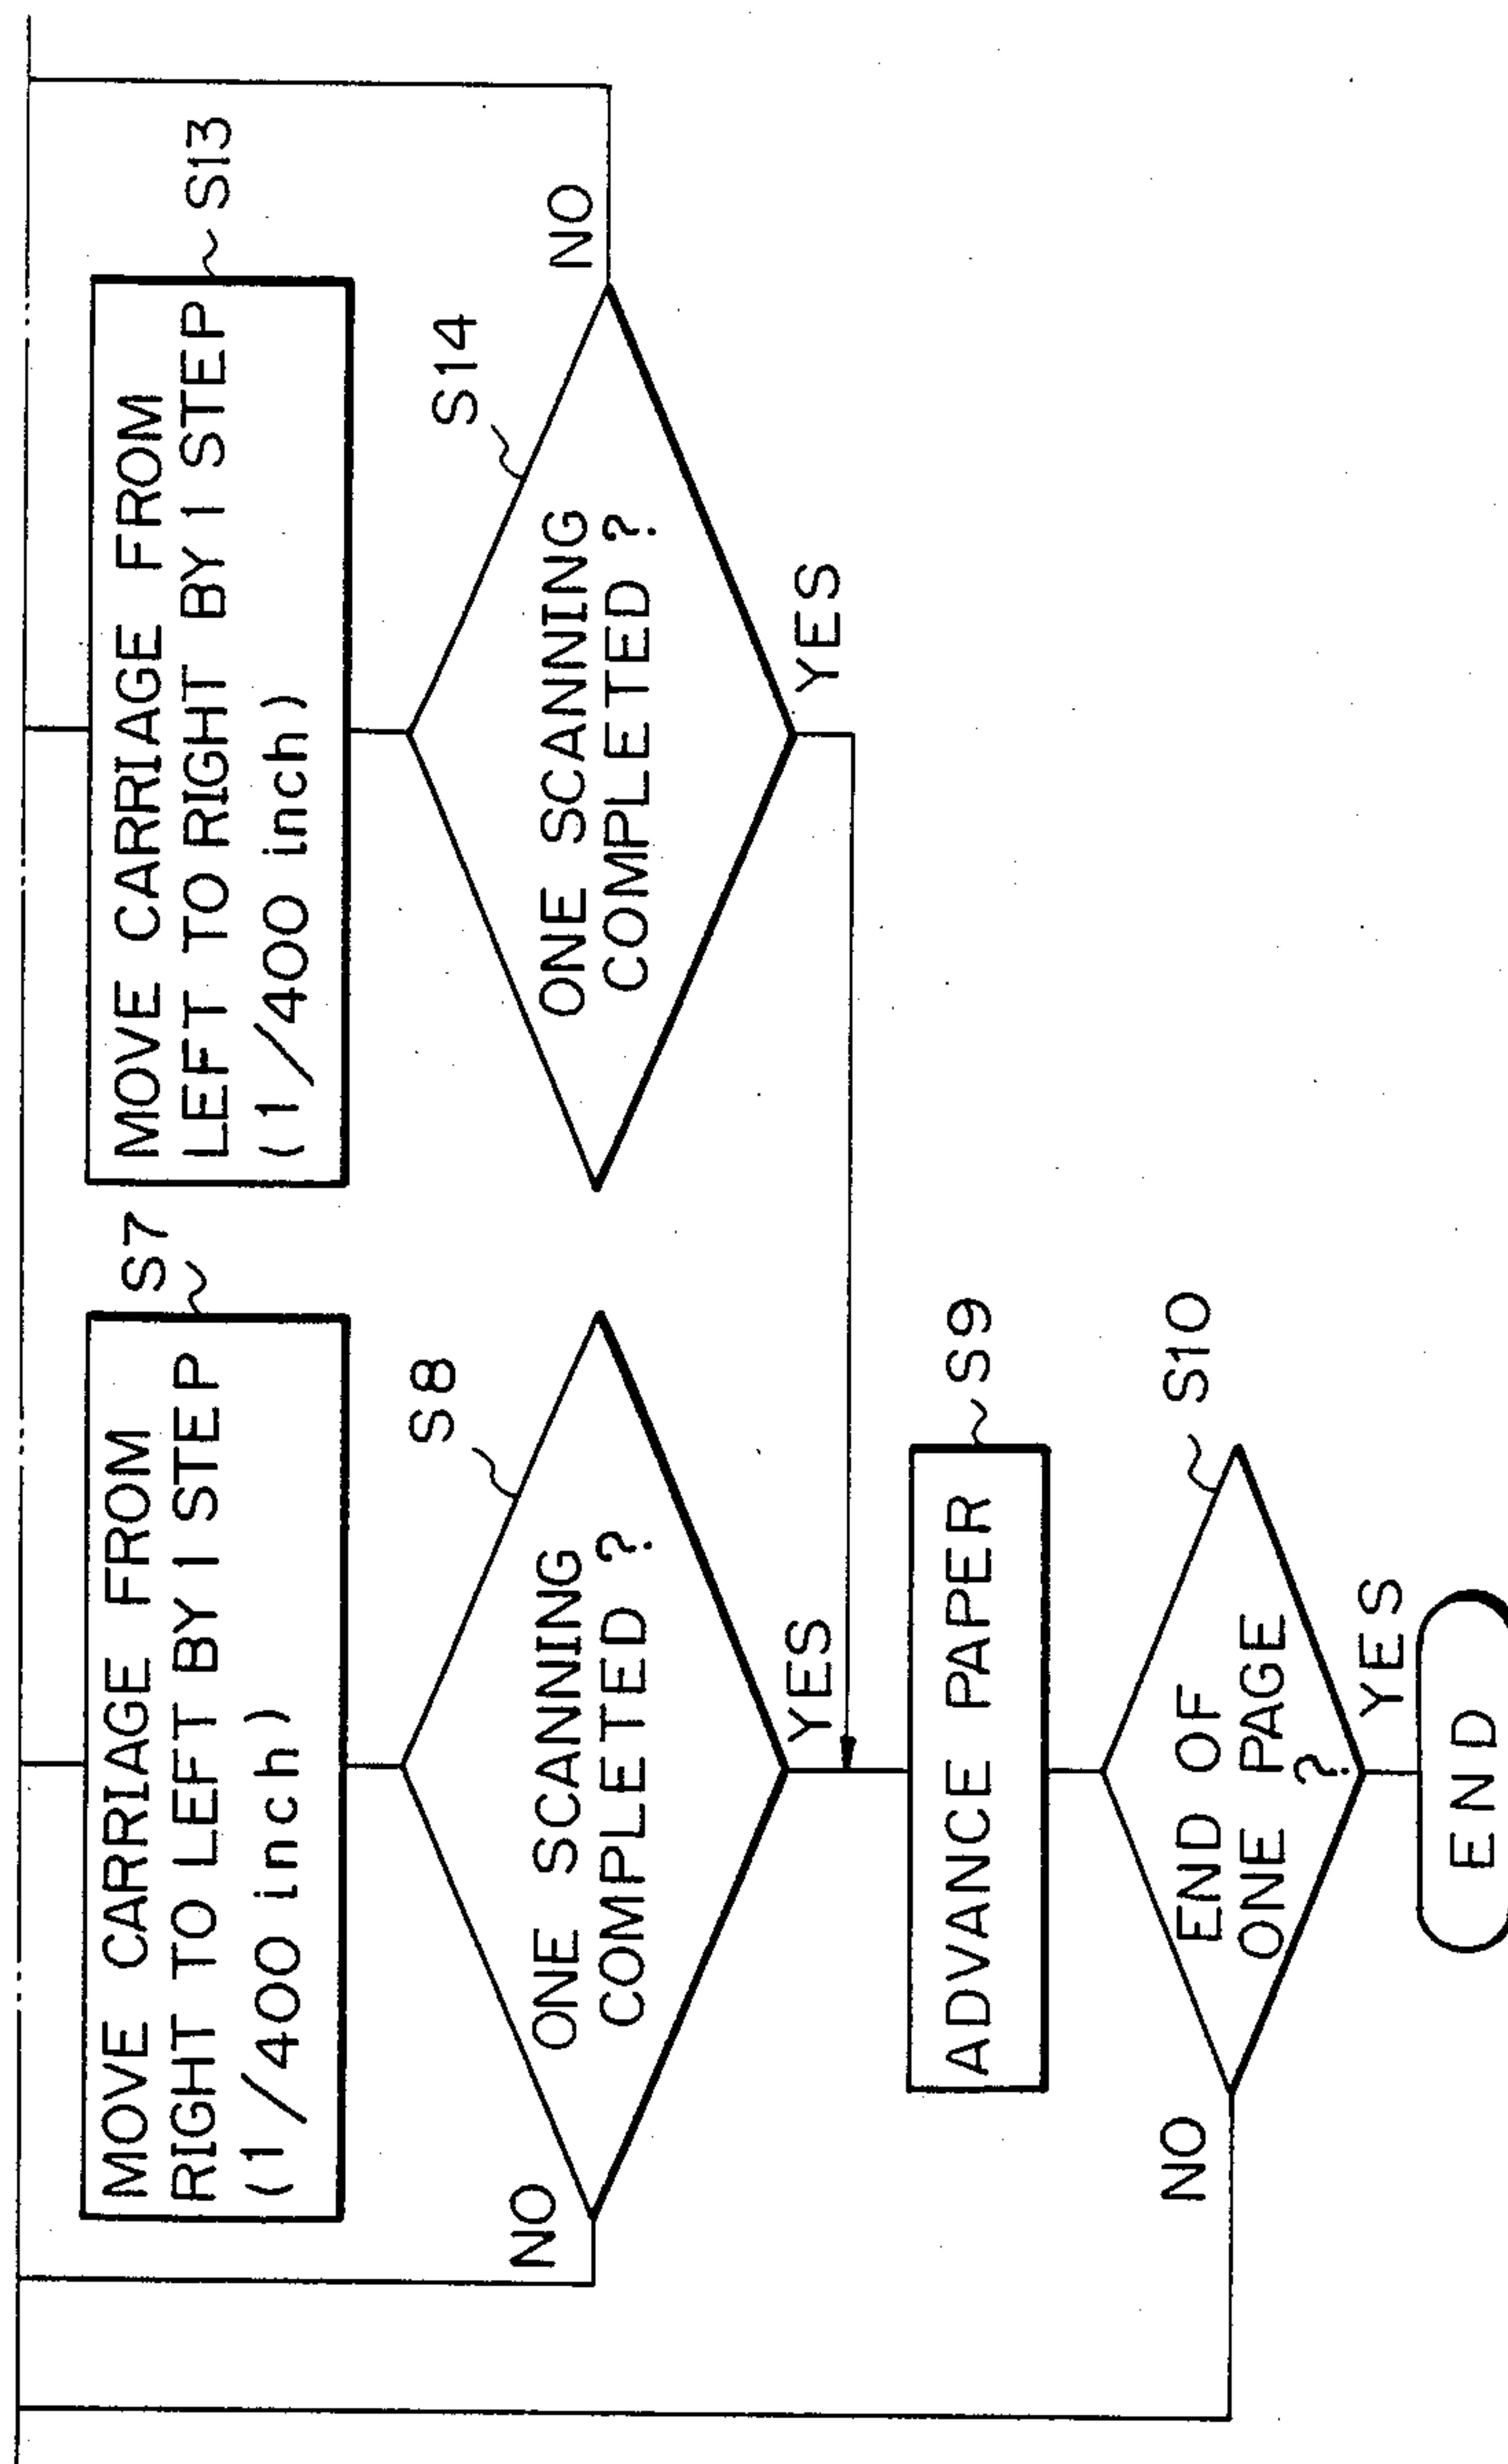 MOVE CARRIAGE FROM
RIGHT TO LEFT BY 1 STEP
(1/400 inch)
S7
ONE SCANNING
COMPLETED ?
S8
NO
YES
MOVE CARRIAGE FROM
LEFT TO RIGHT BY 1 STEP
(1/400 inch)
S13
ONE SCANNING
COMPLETED ?
S14
NO
YES
ADVANCE PAPER
S9
END OF
ONE PAGE
?
S10
NO
YES
END